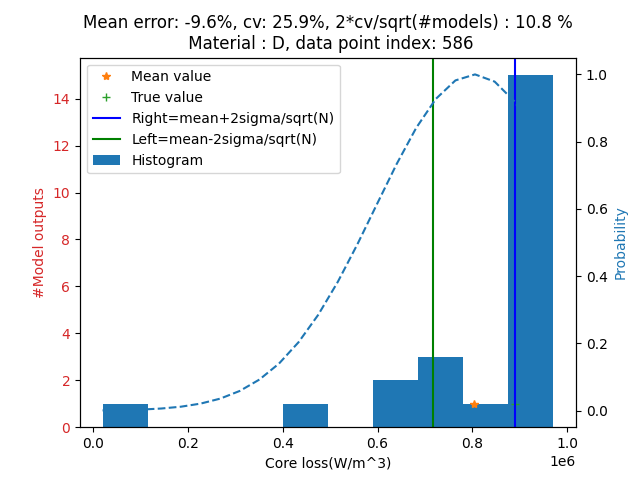 Mean error: -9.6%, cv: 25.9%, 2*cv/sqrt(#models) : 10.8 %
Material : D, data point index: 586
Mean value
True value
Right=mean+2sigma/sqrt(N)
Left=mean-2sigma/sqrt(N)
Histogram
#Model outputs
14
12
10
8
6
4
2
0
1.0
0.8
0.6
0.4
0.2
0.0
Probability
0.0 0.2 0.4 0.6 0.8 1.0
1e6
Core loss(W/m^3)